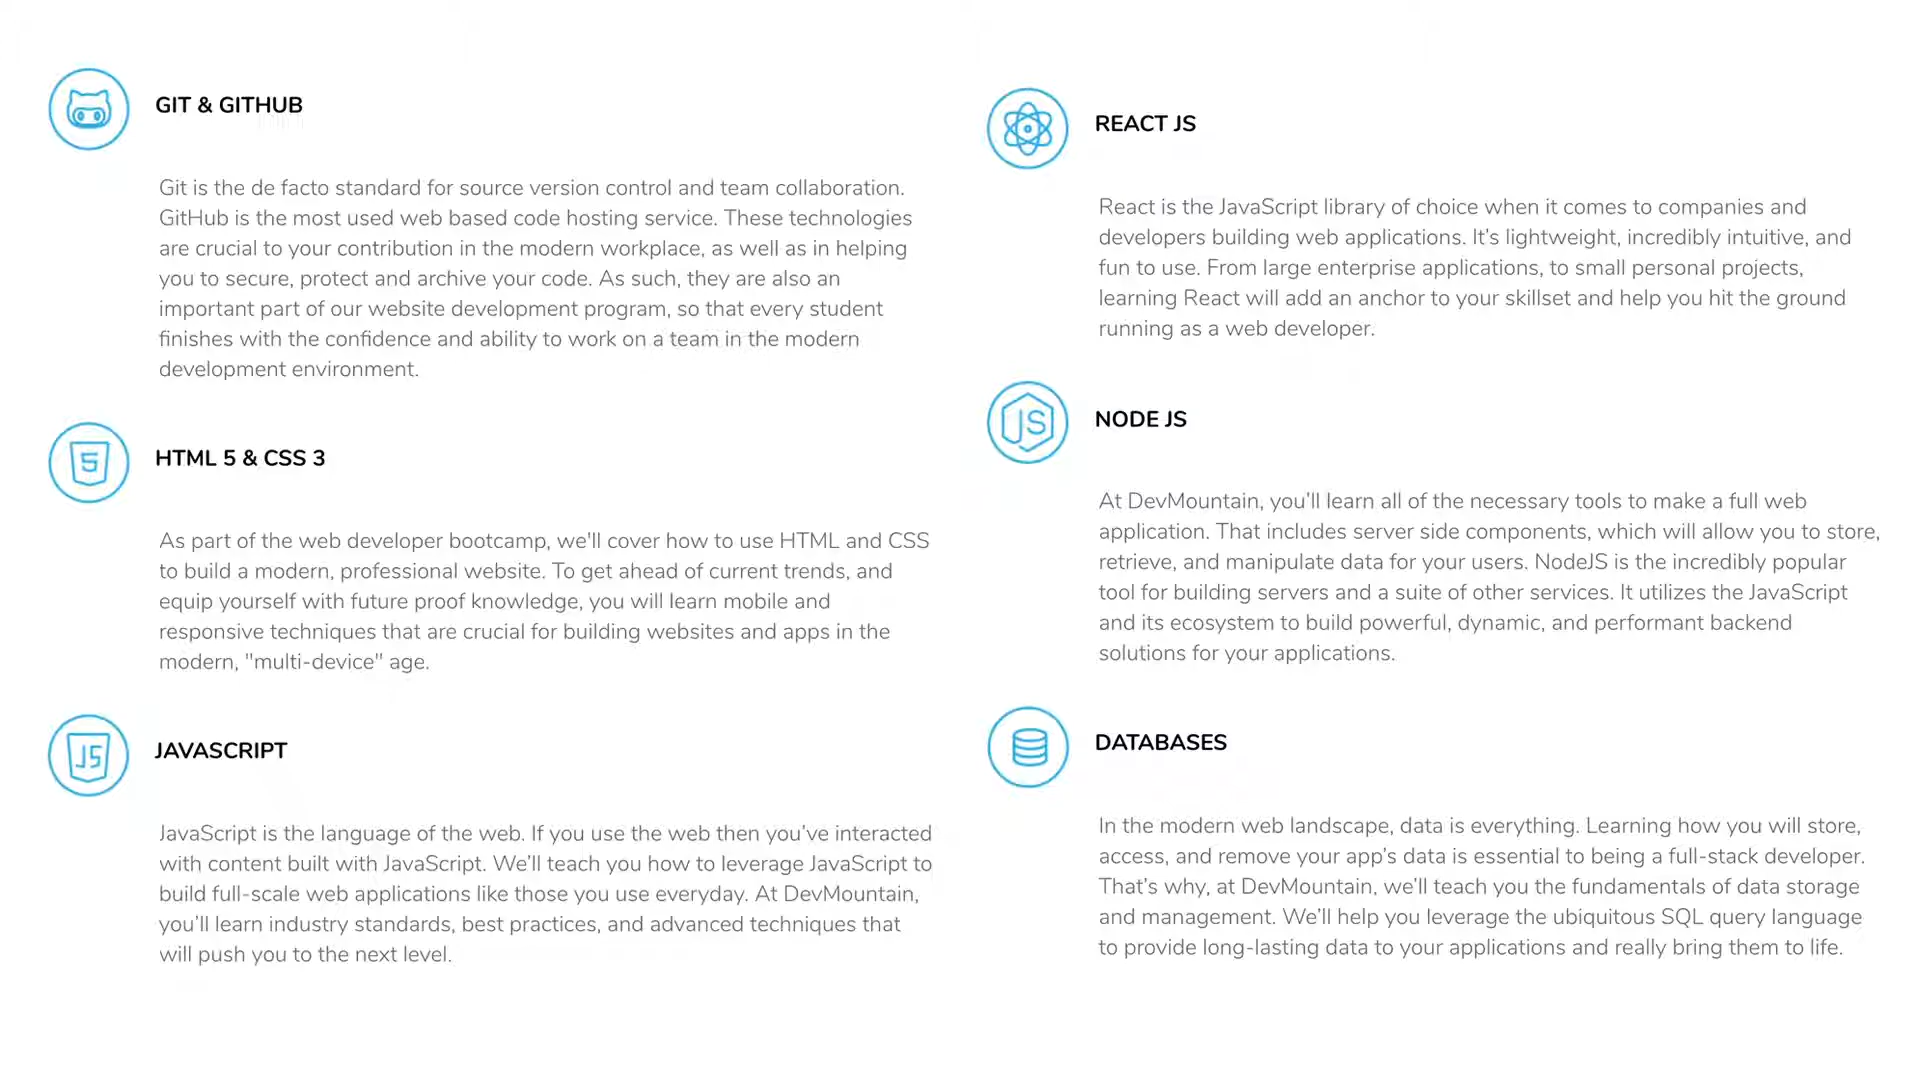 GIT & GITHUB
Git is the de facto standard for source version control and team collaboration.
GitHub is the most used web based code hosting service. These technologies
are crucial to your contribution in the modern workplace, as well as in helping
you to secure, protect and archive your code. As such, they are also an
important part of our website development program, so that every student
finishes with the confidence and ability to work on a team in the modern
development environment.
5
HTML 5 & CSS 3
As part of the web developer bootcamp, we'll cover how to use HTML and CSS
to build a modern, professional website. To get ahead of current trends, and
equip yourself with future proof knowledge, you will learn mobile and
responsive techniques that are crucial for building websites and apps in the
modern, "multi-device" age.
JS
JAVASCRIPT
JavaScript is the language of the web. If you use the web then you’ve interacted
with content built with JavaScript. We’ll teach you how to leverage JavaScript to
build full-scale web applications like those you use everyday. At DevMountain,
you’ll learn industry standards, best practices, and advanced techniques that
will push you to the next level.
REACT JS
React is the JavaScript library of choice when it comes to companies and
developers building web applications. It’s lightweight, incredibly intuitive, and
fun to use. From large enterprise applications, to small personal projects,
learning React will add an anchor to your skillset and help you hit the ground
running as a web developer.
JS
NODE JS
At DevMountain, you’ll learn all of the necessary tools to make a full web
application. That includes server side components, which will allow you to store,
retrieve, and manipulate data for your users. NodeJS is the incredibly popular
tool for building servers and a suite of other services. It utilizes the JavaScript
and its ecosystem to build powerful, dynamic, and performant backend
solutions for your applications.
DATABASES
In the modern web landscape, data is everything. Learning how you will store,
access, and remove your app’s data is essential to being a full-stack developer.
That’s why, at DevMountain, we’ll teach you the fundamentals of data storage
and management. We’ll help you leverage the ubiquitous SQL query language
to provide long-lasting data to your applications and really bring them to life.